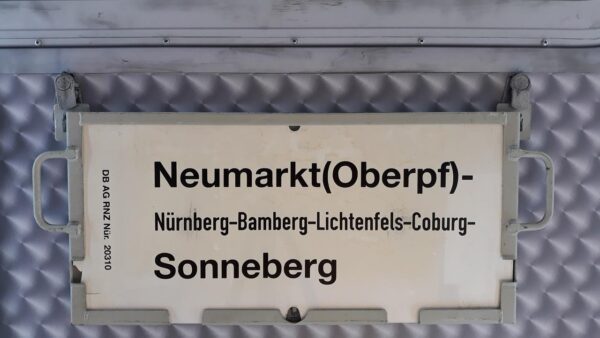 Neumarkt(Oberpf)-
Nürnberg-Bamberg-Lichtenfels-Coburg-
Sonneberg
DB AG RNZ Nür. 20310